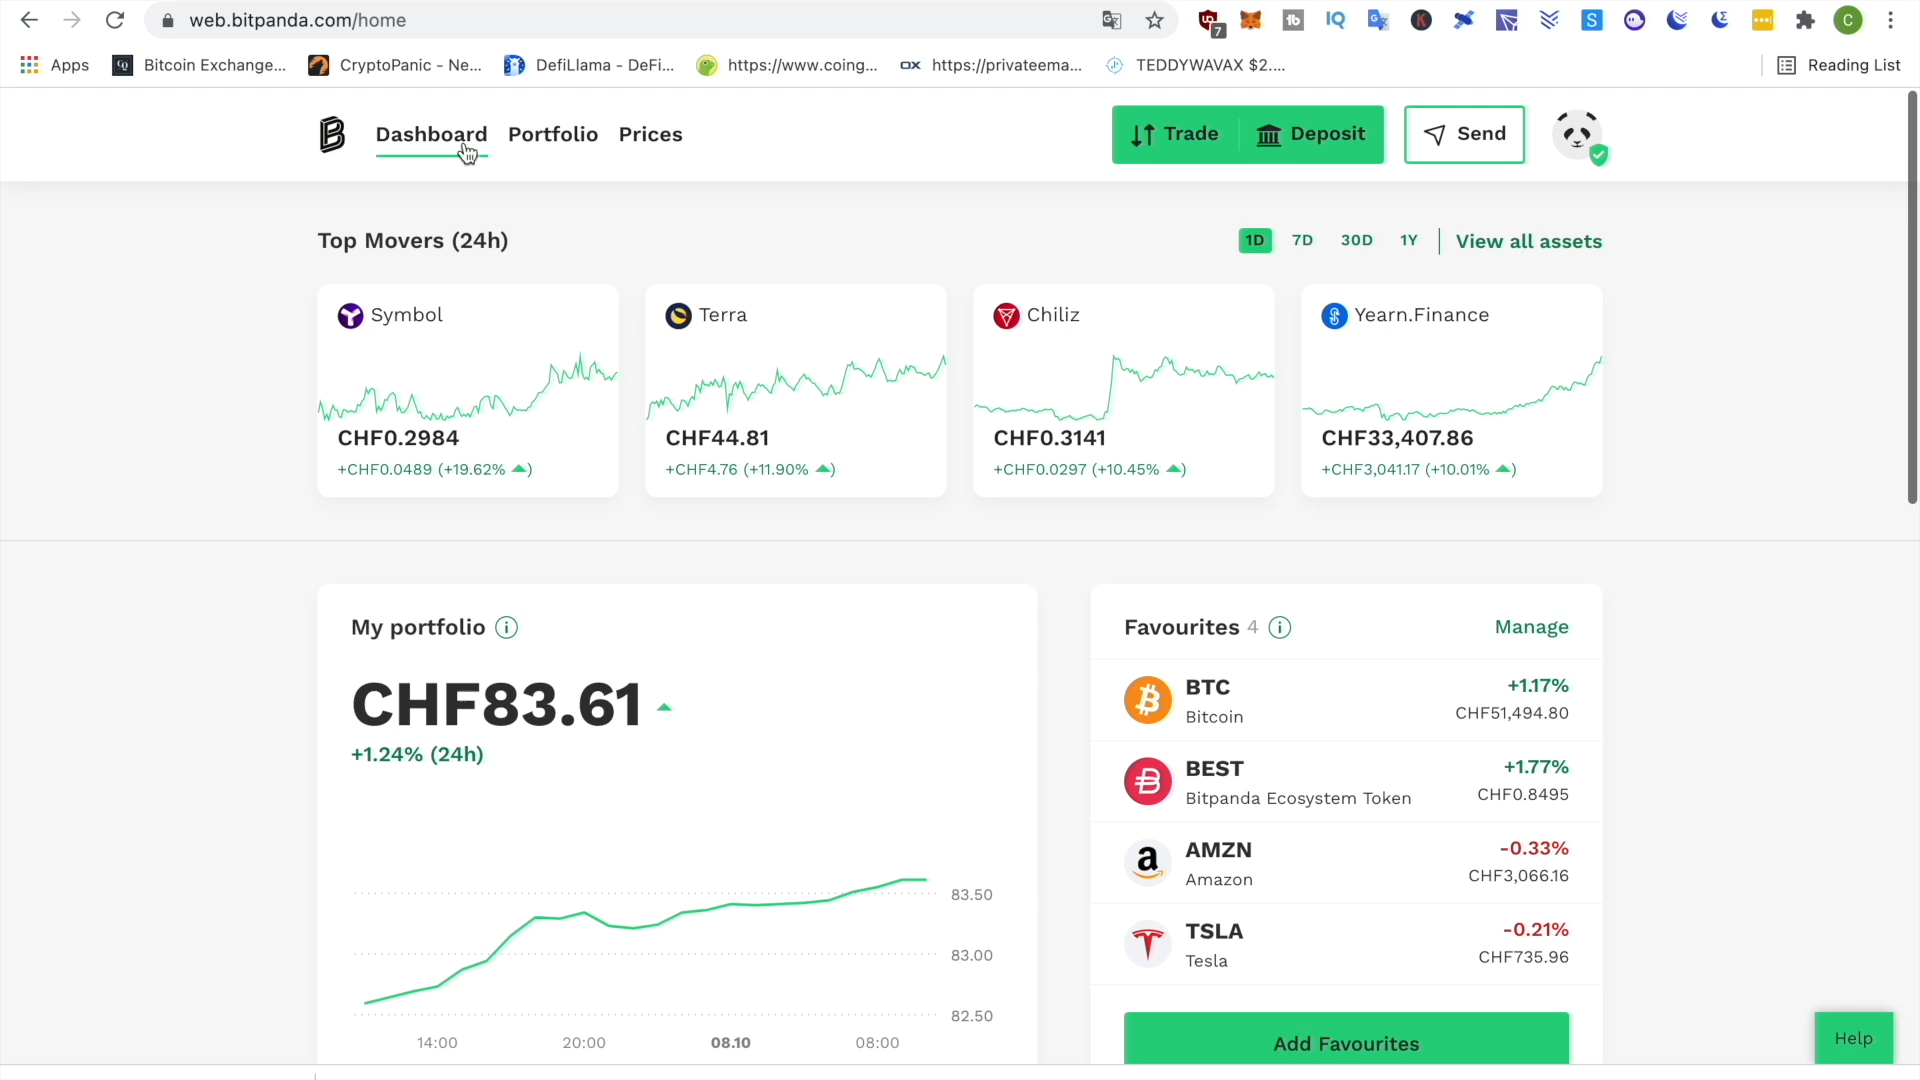 web.bitpanda.com/home
7
C
Apps
Bitcoin Exchange...
CryptoPanic - Ne...
DefiLlama - DeFi...
https://www.coing...
OX
https://privateema...
TEDDYWAVAX $2....
Reading List
Dashboard
Portfolio
Prices
Trade
Deposit
Send
Top Movers (24h)
1D
7D
30D
1Y
View all assets
Symbol
CHF0.2984
+CHF0.0489 (+19.62% )
Terra
CHF44.81
+CHF4.76 (+11.90% )
Chiliz
CHF0.3141
+CHF0.0297 (+10.45% )
Yearn.Finance
CHF33,407.86
+CHF3,041.17 (+10.01% )
My portfolio
CHF83.61
+1.24% (24h)
83.50
83.00
82.50
14:00
20:00
08.10
08:00
Favourites 4
Manage
BTC
+1.17%
Bitcoin
CHF51,494.80
BEST
+1.77%
Bitpanda Ecosystem Token
CHF0.8495
AMZN
-0.33%
Amazon
CHF3,066.16
TSLA
-0.21%
Tesla
CHF735.96
Add Favourites
Help